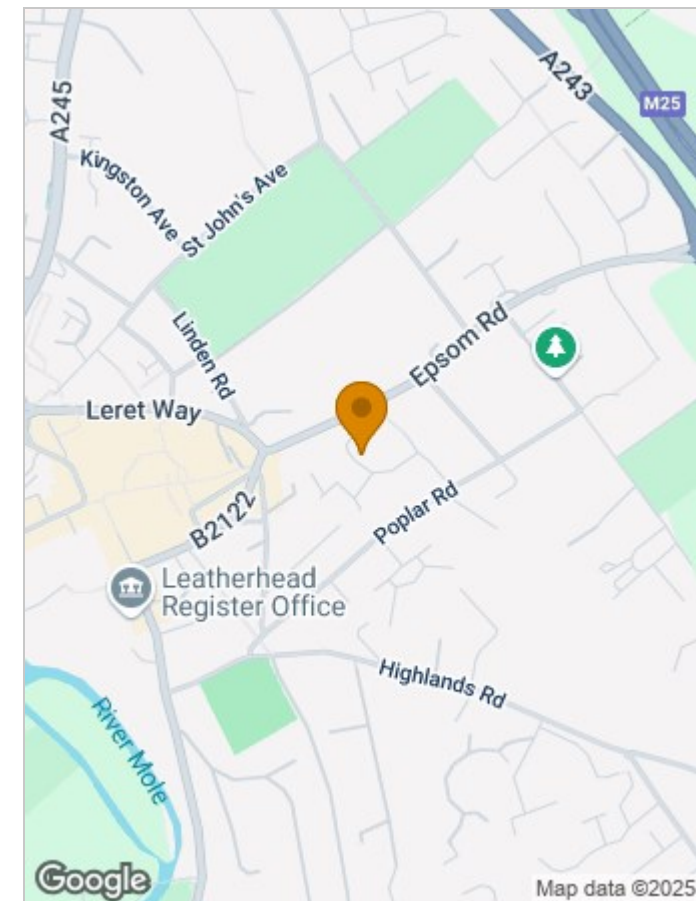 A243
M25
A245
Kingston Ave
St John's Ave
Linden Rd
Epsom Rd
Leret Way
B2122
Poplar Rd
Leatherhead
Register Office
Highlands Rd
River Mole
Google
Map data ©2025